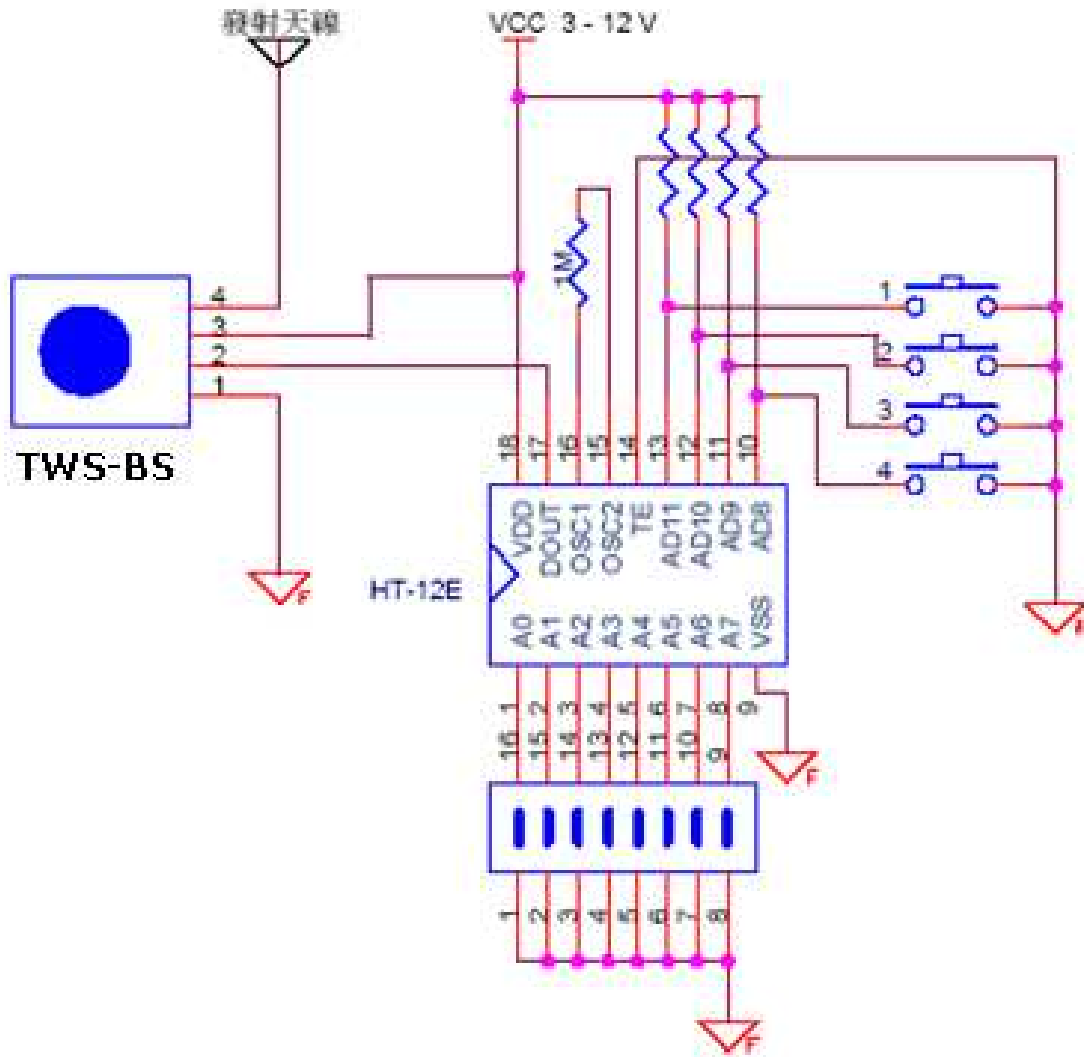 發射天線
VCC 3 - 12 V
1M
4
3
2
1
TWS-BS
1
2
3
4
18 17 16 15 14 13 12 11 10
VDD DOUT OSC1 OSC2 TE AD11 AD10 AD9 AD8
HT-12E
A0 A1 A2 A3 A4 A5 A6 A7 VSS
1 2 3 4 5 6 7 8 9
16 15 14 13 12 11 10 9
1 2 3 4 5 6 7 8
F
F
F